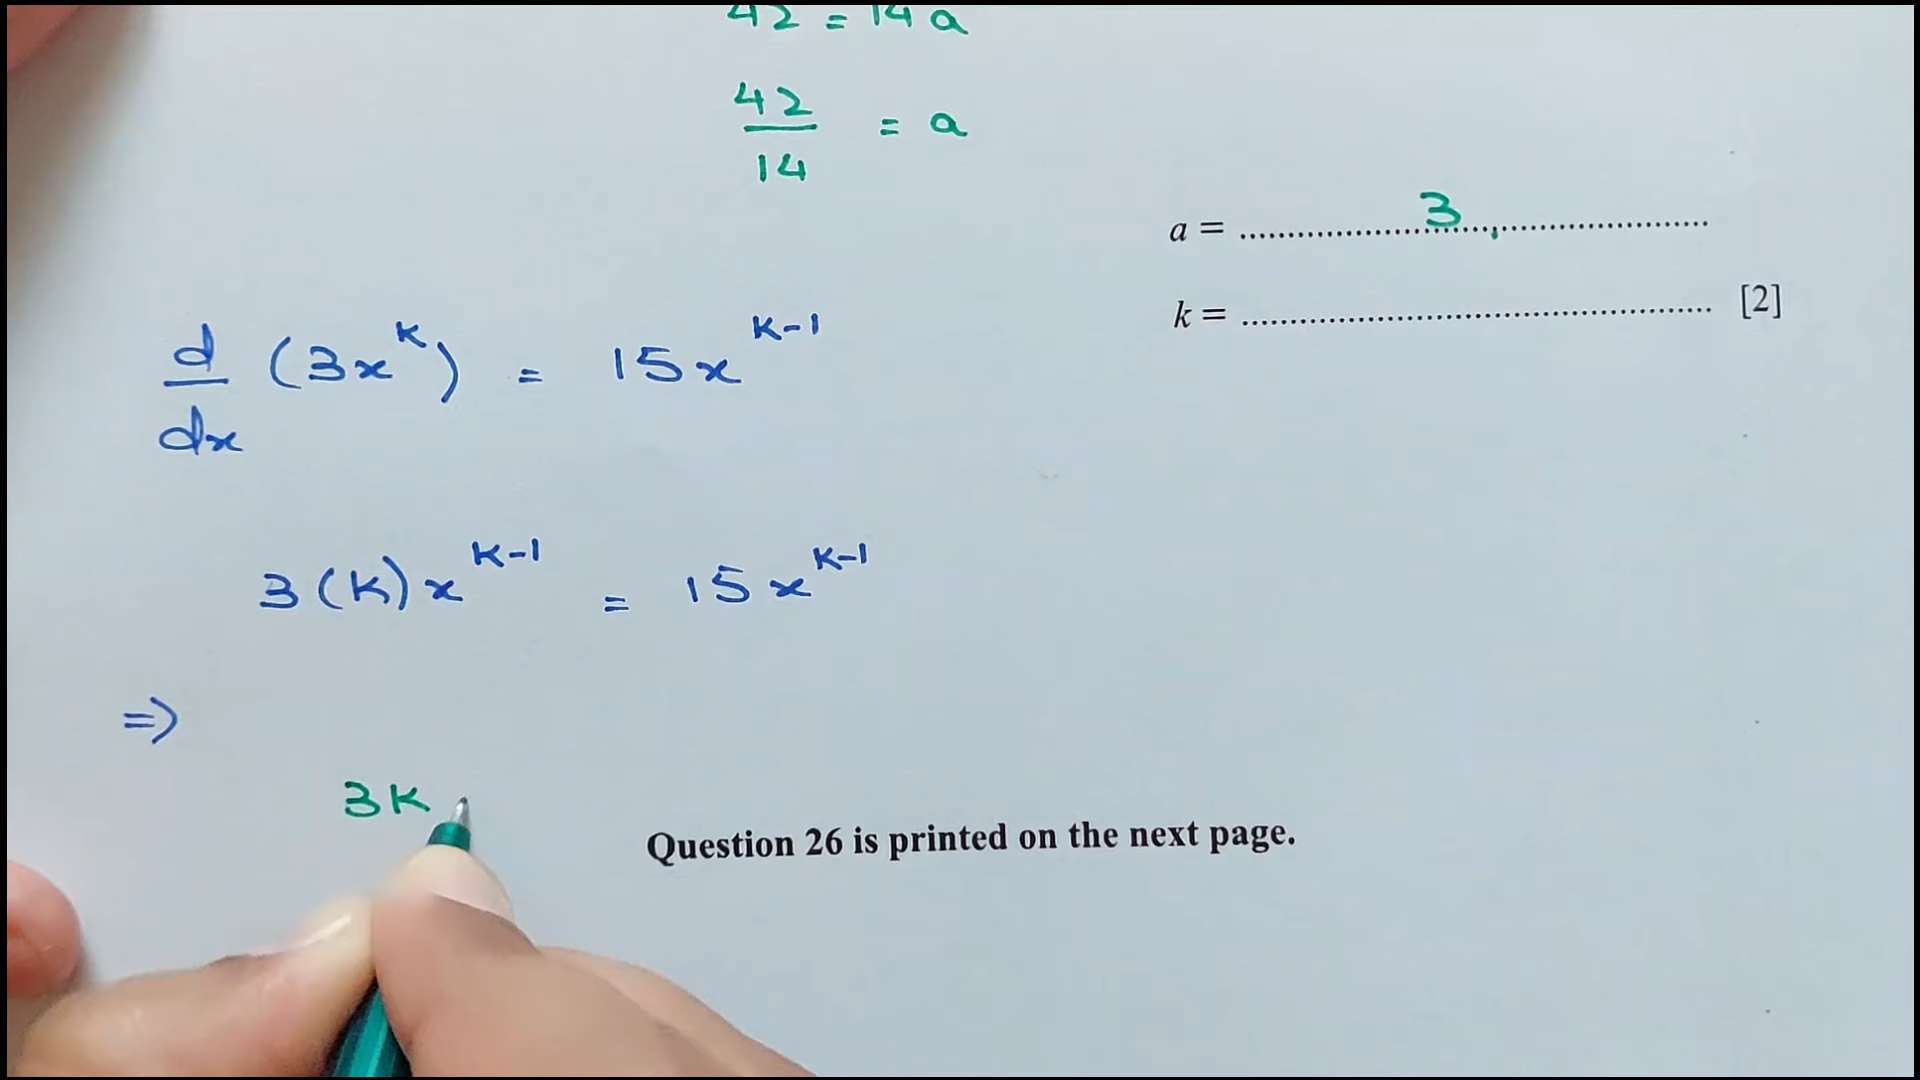 42 = 14 a
42/14 = a
a = .......... 3 ..........
k = .................... [2]
d/dx (3x^k) = 15x^(k-1)
3(k)x^(k-1) = 15x^(k-1)
=>
3k
Question 26 is printed on the next page.